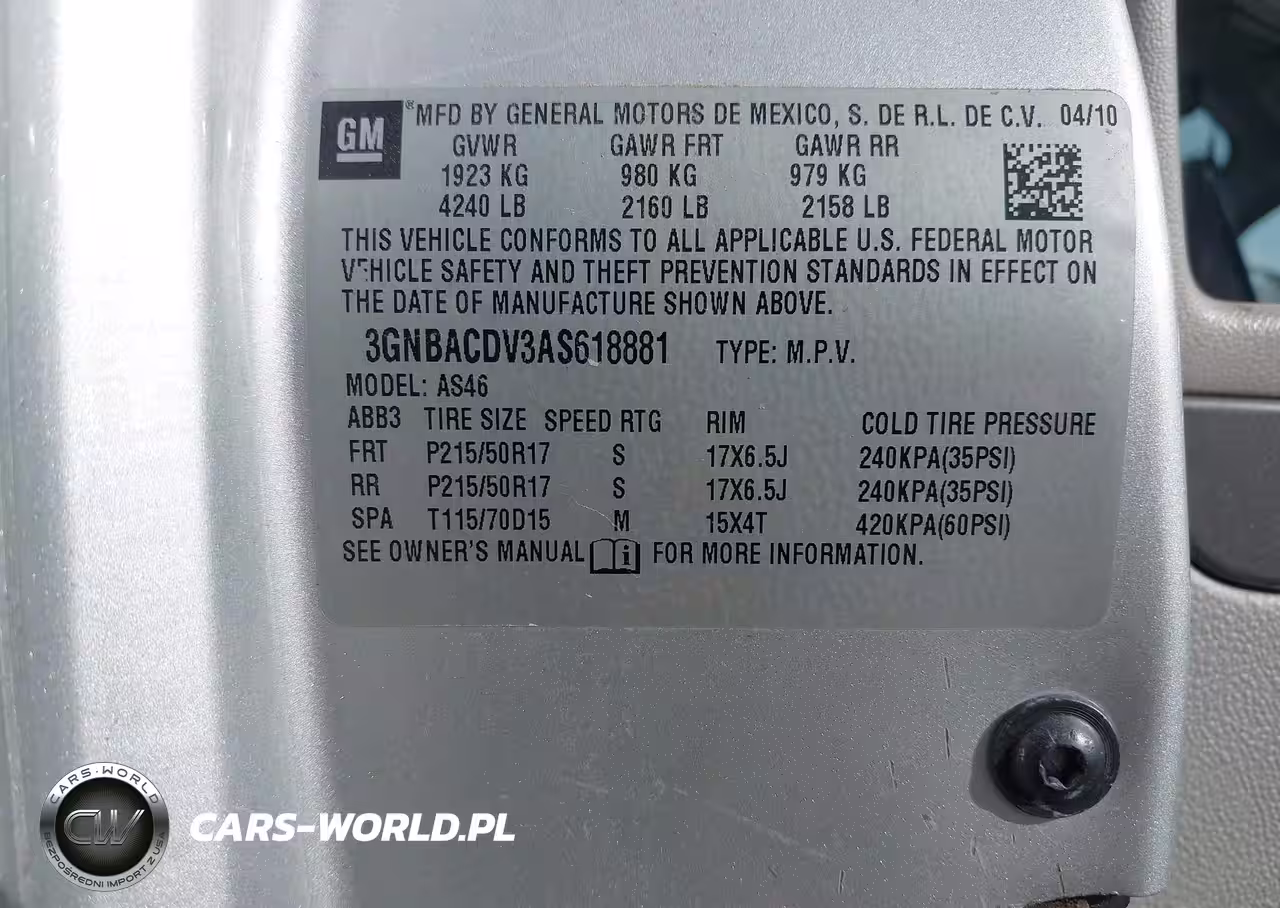 GM ® MFD BY GENERAL MOTORS DE MEXICO, S. DE R.L. DE C.V. 04/10
GVWR GAWR FRT GAWR RR
1923 KG 980 KG 979 KG
4240 LB 2160 LB 2158 LB
THIS VEHICLE CONFORMS TO ALL APPLICABLE U.S. FEDERAL MOTOR
VEHICLE SAFETY AND THEFT PREVENTION STANDARDS IN EFFECT ON
THE DATE OF MANUFACTURE SHOWN ABOVE.
3GNBACDV3AS618881 TYPE: M.P.V.
MODEL: AS46
ABB3 TIRE SIZE SPEED RTG RIM COLD TIRE PRESSURE
FRT P215/50R17 S 17X6.5J 240KPA(35PSI)
RR P215/50R17 S 17X6.5J 240KPA(35PSI)
SPA T115/70D15 M 15X4T 420KPA(60PSI)
SEE OWNER'S MANUAL FOR MORE INFORMATION.
CARS-WORLD
CW
BEZPOŚREDNI IMPORT Z USA
CARS-WORLD.PL